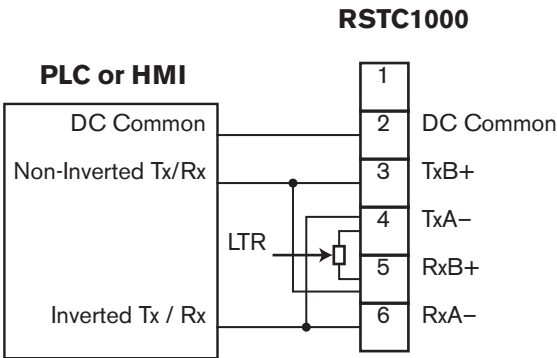 RSTC1000
PLC or HMI
1
DC Common
2
DC Common
Non-Inverted Tx/Rx
3
TxB+
4
TxA–
LTR
5
RxB+
Inverted Tx / Rx
6
RxA–